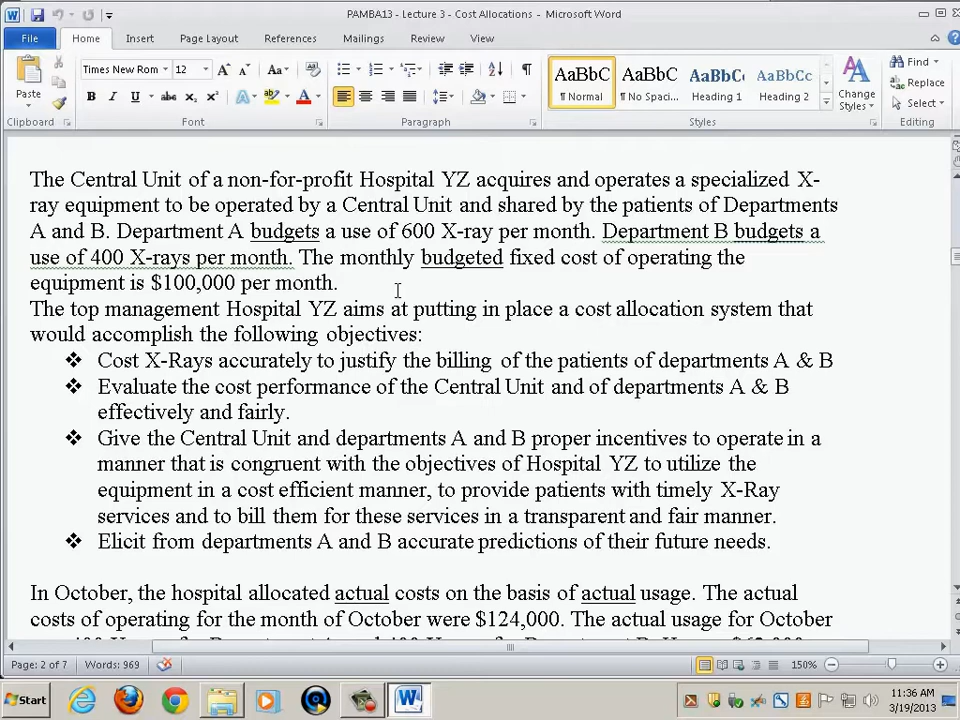 PAMBA13 - Lecture 3 - Cost Allocations - Microsoft Word
File Home Insert Page Layout References Mailings Review View
Times New Rom 12 Aa
Paste
B I U abc X₂ X² A ab A
AaBbC AaBbC AaBbC AaBbC
¶ Normal ¶ No Spaci... Heading 1 Heading 2
Change Styles
Find
Replace
Select
Clipboard Font Paragraph Styles Editing
The Central Unit of a non-for-profit Hospital YZ acquires and operates a specialized X-
ray equipment to be operated by a Central Unit and shared by the patients of Departments
A and B. Department A budgets a use of 600 X-ray per month. Department B budgets a
use of 400 X-rays per month. The monthly budgeted fixed cost of operating the
equipment is $100,000 per month.
The top management Hospital YZ aims at putting in place a cost allocation system that
would accomplish the following objectives:
❖ Cost X-Rays accurately to justify the billing of the patients of departments A & B
❖ Evaluate the cost performance of the Central Unit and of departments A & B
effectively and fairly.
❖ Give the Central Unit and departments A and B proper incentives to operate in a
manner that is congruent with the objectives of Hospital YZ to utilize the
equipment in a cost efficient manner, to provide patients with timely X-Ray
services and to bill them for these services in a transparent and fair manner.
❖ Elicit from departments A and B accurate predictions of their future needs.
In October, the hospital allocated actual costs on the basis of actual usage. The actual
costs of operating for the month of October were $124,000. The actual usage for October
Page: 2 of 7 Words: 969 150%
Start 11:36 AM
3/19/2013